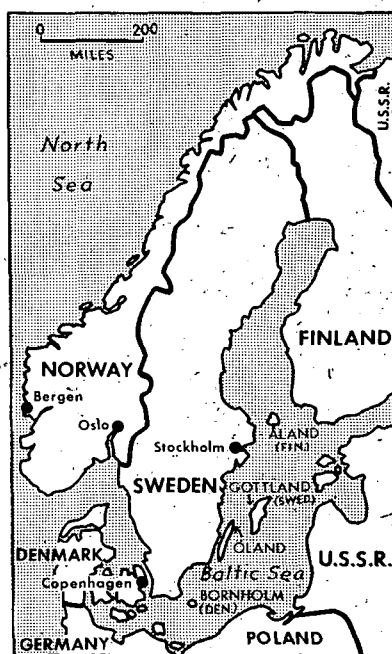 0 200
MILES
U.S.S.R.
North
Sea
FINLAND
NORWAY
Bergen
Oslo
ÅLAND
(FIN.)
Stockholm
SWEDEN
GOTTLAND
(SWED.)
ÖLAND
DENMARK
U.S.S.R.
Copenhagen
Baltic Sea
BORNHOLM
(DEN.)
GERMANY
POLAND